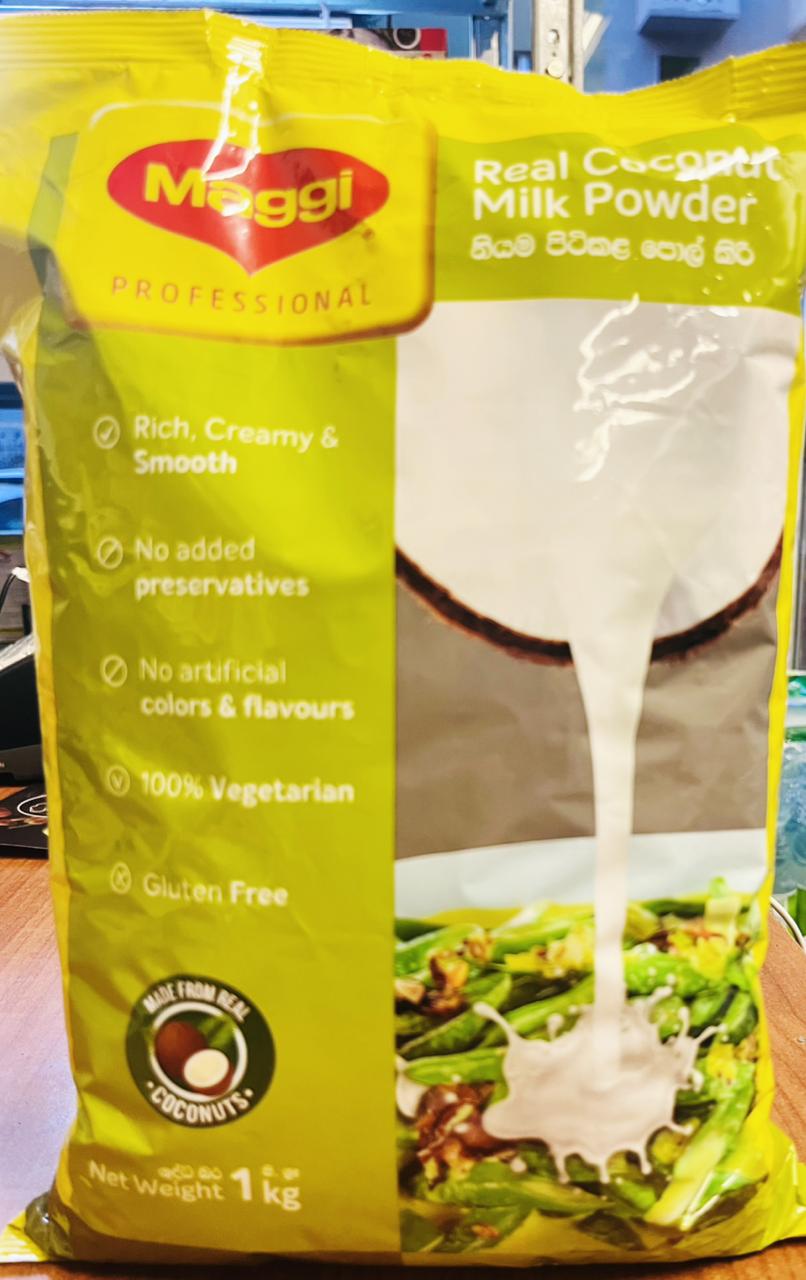 Maggi
PROFESSIONAL
Real Coconut
Milk Powder
නියම පිටිකළ පොල් කිරි
Rich, Creamy &
Smooth
No added
preservatives
No artificial
colors & flavours
100% Vegetarian
Gluten Free
MADE FROM REAL
COCONUTS
Net Weight 1 kg